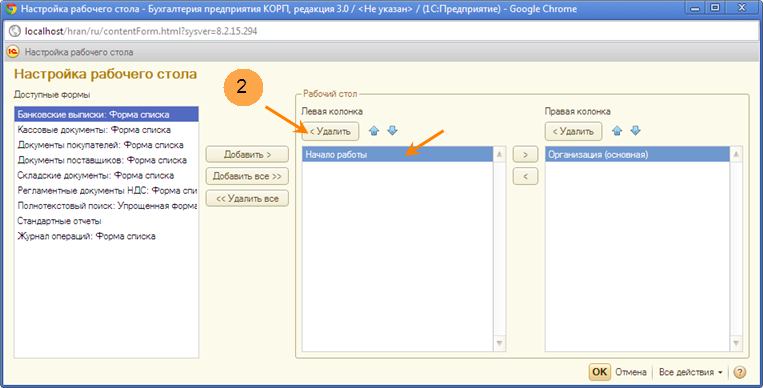 Настройка рабочего стола - Бухгалтерия предприятия КОРП, редакция 3.0 / <Не указан> / (1С:Предприятие) - Google Chrome
localhost/hran/ru/contentForm.html?sysver=8.2.15.294
1С Настройка рабочего стола
Настройка рабочего стола
2
Доступные формы
Рабочий стол
Левая колонка
Правая колонка
< Удалить
< Удалить
Банковские выписки: Форма списка
Кассовые документы: Форма списка
Документы покупателей: Форма списка
Документы поставщиков: Форма списка
Складские документы: Форма списка
Регламентные документы НДС: Форма спи
Полнотекстовый поиск: Упрощенная форма
Стандартные отчеты
Журнал операций: Форма списка
Добавить >
Добавить все >>
<< Удалить все
Начало работы
>
<
Организация (основная)
OK Отмена Все действия ?